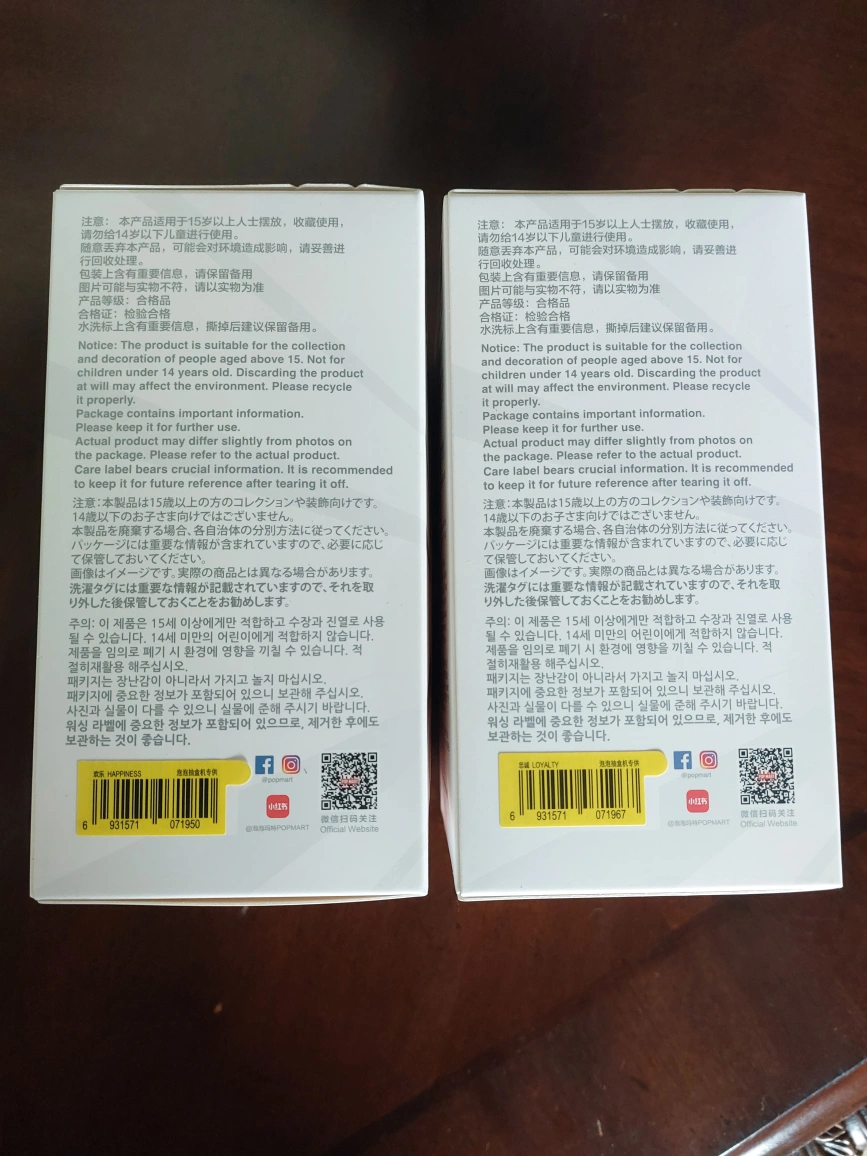 注意： 本产品适用于15岁以上人士摆放，收藏使用，
请勿给14岁以下儿童进行使用。
随意丢弃本产品，可能会对环境造成影响，请妥善进
行回收处理。
包装上含有重要信息，请保留备用
图片可能与实物不符，请以实物为准
产品等级：合格品
合格证：检验合格
水洗标上含有重要信息，撕掉后建议保留备用。
Notice: The product is suitable for the collection
and decoration of people aged above 15. Not for
children under 14 years old. Discarding the product
at will may affect the environment. Please recycle
it properly.
Package contains important information.
Please keep it for further use.
Actual product may differ slightly from photos on
the package. Please refer to the actual product.
Care label bears crucial information. It is recommended
to keep it for future reference after tearing it off.
注意：本製品は15歳以上の方のコレクションや装飾向けです。
14歳以下のお子さま向けではございません。
本製品を廃棄する場合、各自治体の分別方法に従ってください。
パッケージには重要な情報が含まれていますので、必要に応じ
て保管しておいてください。
画像はイメージです。実際の商品とは異なる場合があります。
洗濯タグには重要な情報が記載されていますので、それを取
り外した後保管しておくことをお勧めします。
주의: 이 제품은 15세 이상에게만 적합하고 수장과 진열로 사용
될 수 있습니다. 14세 미만의 어린이에게 적합하지 않습니다.
제품을 임의로 폐기 시 환경에 영향을 끼칠 수 있습니다. 적
절히재활용 해주십시오.
패키지는 장난감이 아니라서 가지고 놀지 마십시오.
패키지에 중요한 정보가 포함되어 있으니 보관해 주십시오.
사진과 실물이 다를 수 있으니 실물에 준해 주시기 바랍니다.
워싱 라벨에 중요한 정보가 포함되어 있으므로, 제거한 후에도
보관하는 것이 좋습니다.
欢乐 HAPPINESS 泡泡抽盒机专供
6 931571 071950
@popmart
小红书
@泡泡玛特POPMART
微信扫码关注
Official Website
注意： 本产品适用于15岁以上人士摆放，收藏使用，
请勿给14岁以下儿童进行使用。
随意丢弃本产品，可能会对环境造成影响，请妥善进
行回收处理。
包装上含有重要信息，请保留备用
图片可能与实物不符，请以实物为准
产品等级：合格品
合格证：检验合格
水洗标上含有重要信息，撕掉后建议保留备用。
Notice: The product is suitable for the collection
and decoration of people aged above 15. Not for
children under 14 years old. Discarding the product
at will may affect the environment. Please recycle
it properly.
Package contains important information.
Please keep it for further use.
Actual product may differ slightly from photos on
the package. Please refer to the actual product.
Care label bears crucial information. It is recommended
to keep it for future reference after tearing it off.
注意：本製品は15歳以上の方のコレクションや装飾向けです。
14歳以下のお子さま向けではございません。
本製品を廃棄する場合、各自治体の分別方法に従ってください。
パッケージには重要な情報が含まれていますので、必要に応じ
て保管しておいてください。
画像はイメージです。実際の商品とは異なる場合があります。
洗濯タグには重要な情報が記載されていますので、それを取
り外した後保管しておくことをお勧めします。
주의: 이 제품은 15세 이상에게만 적합하고 수장과 진열로 사용
될 수 있습니다. 14세 미만의 어린이에게 적합하지 않습니다.
제품을 임의로 폐기 시 환경에 영향을 끼칠 수 있습니다. 적
절히재활용 해주십시오.
패키지는 장난감이 아니라서 가지고 놀지 마십시오.
패키지에 중요한 정보가 포함되어 있으니 보관해 주십시오.
사진과 실물이 다를 수 있으니 실물에 준해 주시기 바랍니다.
워싱 라벨에 중요한 정보가 포함되어 있으므로, 제거한 후에도
보관하는 것이 좋습니다.
忠诚 LOYALTY 泡泡抽盒机专供
6 931571 071967
@popmart
小红书
@泡泡玛特POPMART
微信扫码关注
Official Website